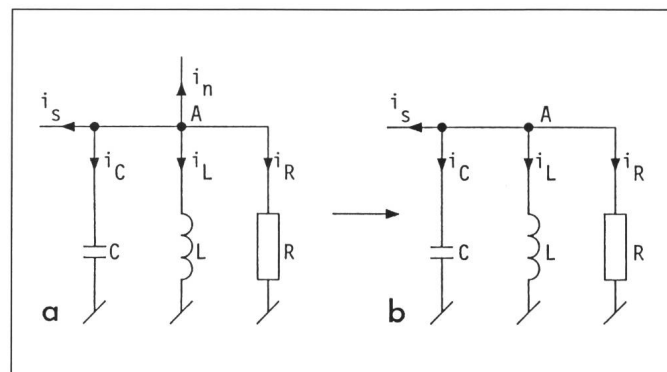 i_n
i_s A i_s A
i_C i_L i_R i_C i_L i_R
C L R C L R
a b